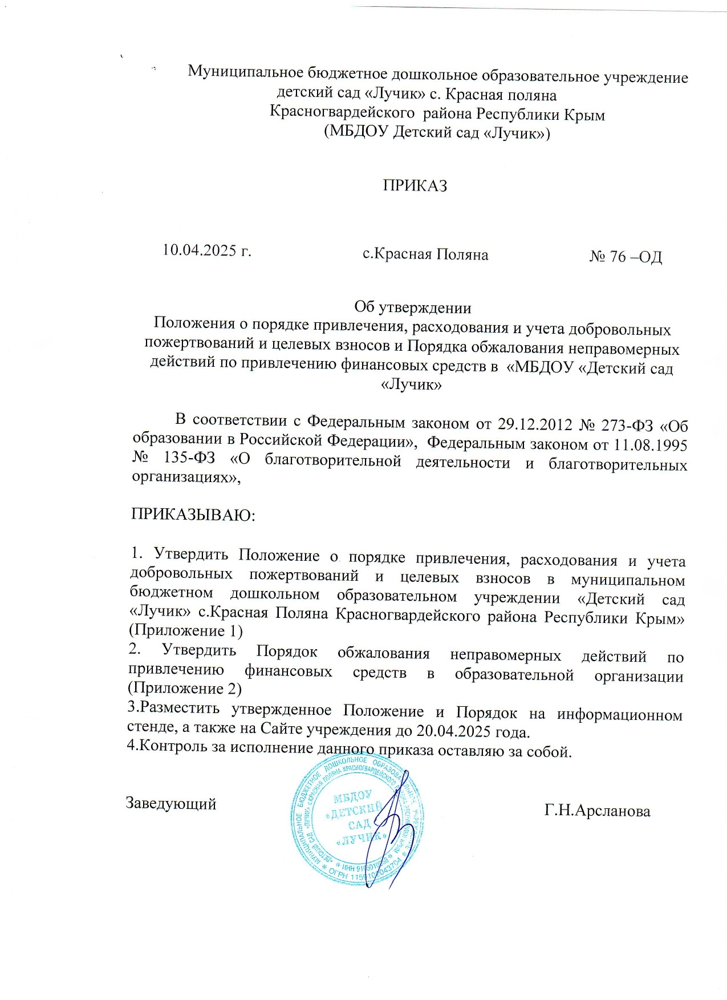 Муниципальное бюджетное дошкольное образовательное учреждение
детский сад «Лучик» с. Красная поляна
Красногвардейского района Республики Крым
(МБДОУ Детский сад «Лучик»)
ПРИКАЗ
10.04.2025 г. с.Красная Поляна № 76 –ОД
Об утверждении
Положения о порядке привлечения, расходования и учета добровольных
пожертвований и целевых взносов и Порядка обжалования неправомерных
действий по привлечению финансовых средств в «МБДОУ «Детский сад
«Лучик»
В соответствии с Федеральным законом от 29.12.2012 № 273-ФЗ «Об
образовании в Российской Федерации», Федеральным законом от 11.08.1995
№ 135-ФЗ «О благотворительной деятельности и благотворительных
организациях»,
ПРИКАЗЫВАЮ:
1. Утвердить Положение о порядке привлечения, расходования и учета
добровольных пожертвований и целевых взносов в муниципальном
бюджетном дошкольном образовательном учреждении «Детский сад
«Лучик» с.Красная Поляна Красногвардейского района Республики Крым»
(Приложение 1)
2. Утвердить Порядок обжалования неправомерных действий по
привлечению финансовых средств в образовательной организации
(Приложение 2)
3.Разместить утвержденное Положение и Порядок на информационном
стенде, а также на Сайте учреждения до 20.04.2025 года.
4.Контроль за исполнение данного приказа оставляю за собой.
Заведующий Г.Н.Арсланова
МУНИЦИПАЛЬНОЕ БЮДЖЕТНОЕ ДОШКОЛЬНОЕ ОБРАЗОВАТЕЛЬНОЕ УЧРЕЖДЕНИЕ
«ДЕТСКИЙ САД «ЛУЧИК» с.КРАСНАЯ ПОЛЯНА КРАСНОГВАРДЕЙСКОГО РАЙОНА РЕСПУБЛИКИ КРЫМ»
МБДОУ
«ДЕТСКИЙ
САД
«ЛУЧИК»
ИНН
ОГРН